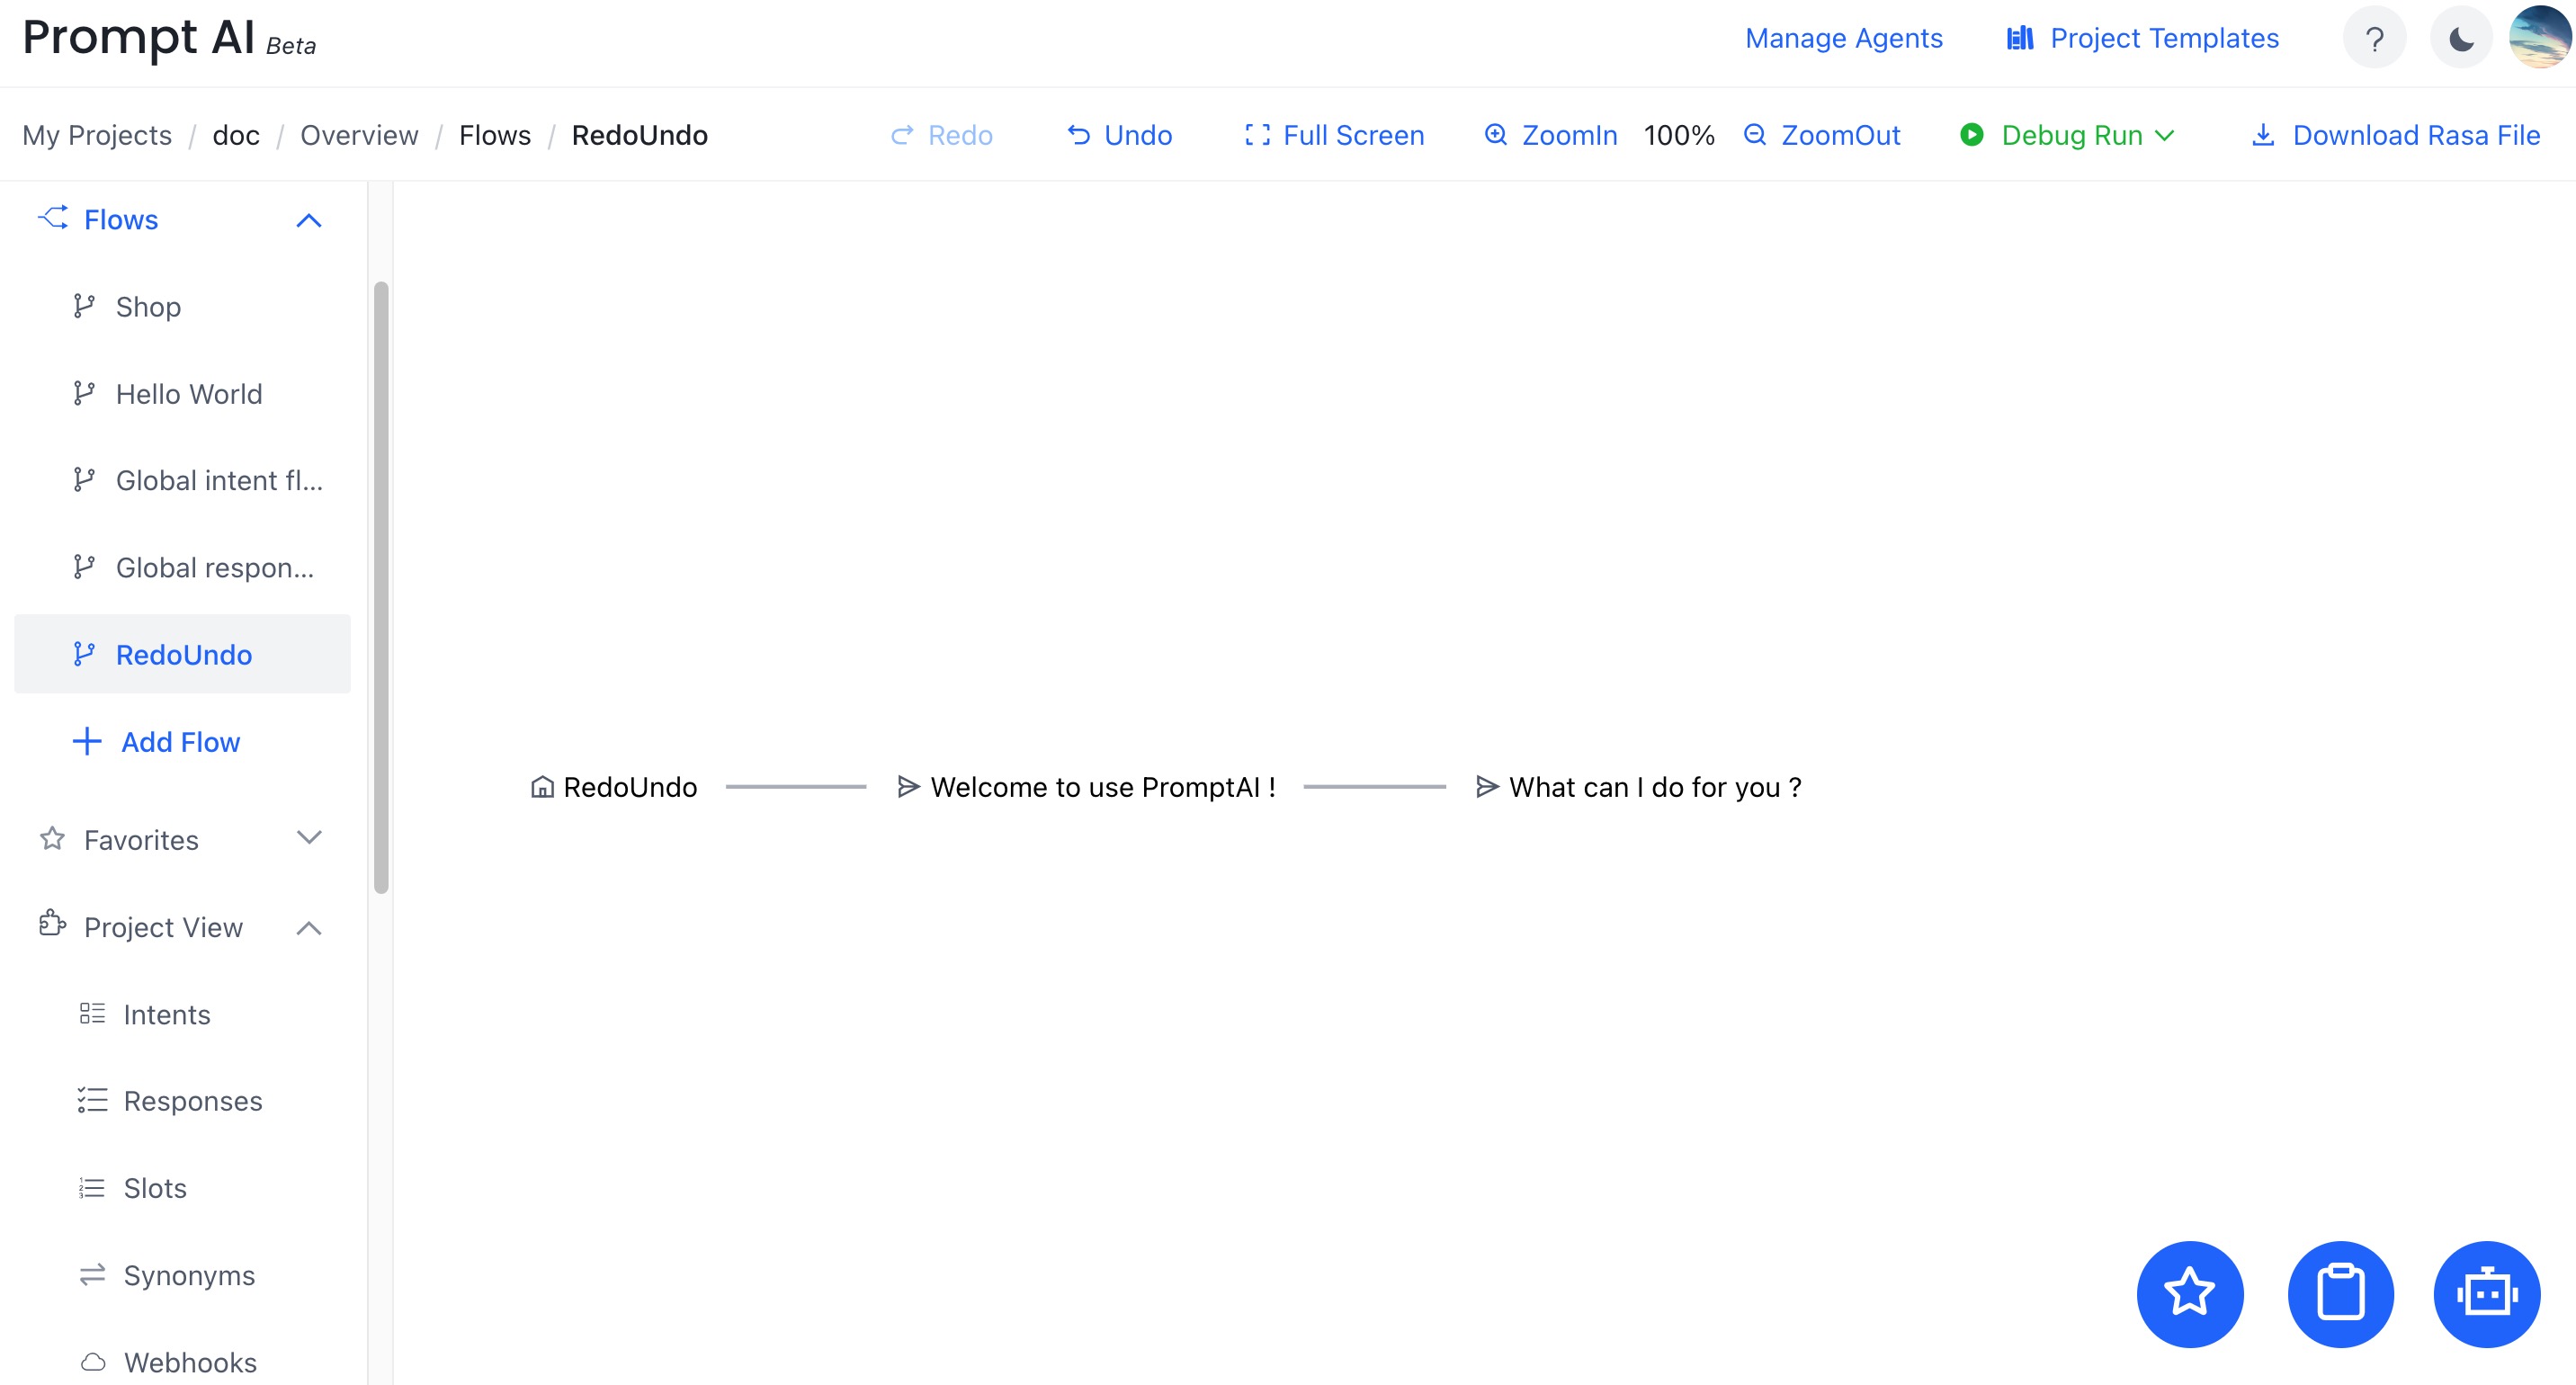 Prompt AI Beta
Manage Agents
Project Templates
?
My Projects / doc / Overview / Flows / RedoUndo
Redo
Undo
Full Screen
ZoomIn 100% ZoomOut
Debug Run
Download Rasa File
Flows
Shop
Hello World
Global intent fl...
Global respon...
RedoUndo
Add Flow
Favorites
Project View
Intents
Responses
Slots
Synonyms
Webhooks
RedoUndo
Welcome to use PromptAI !
What can I do for you ?